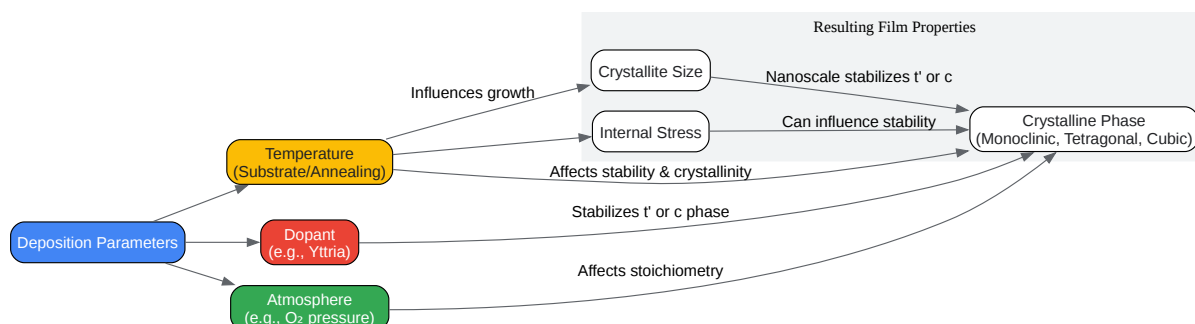 Resulting Film Properties
Crystallite Size
Nanoscale stabilizes t' or c
Influences growth
Internal Stress
Can influence stability
Crystalline Phase
(Monoclinic, Tetragonal, Cubic)
Temperature
(Substrate/Annealing)
Affects stability & crystallinity
Deposition Parameters
Dopant
(e.g., Yttria)
Stabilizes t' or c phase
Affects stoichiometry
Atmosphere
(e.g., O₂ pressure)